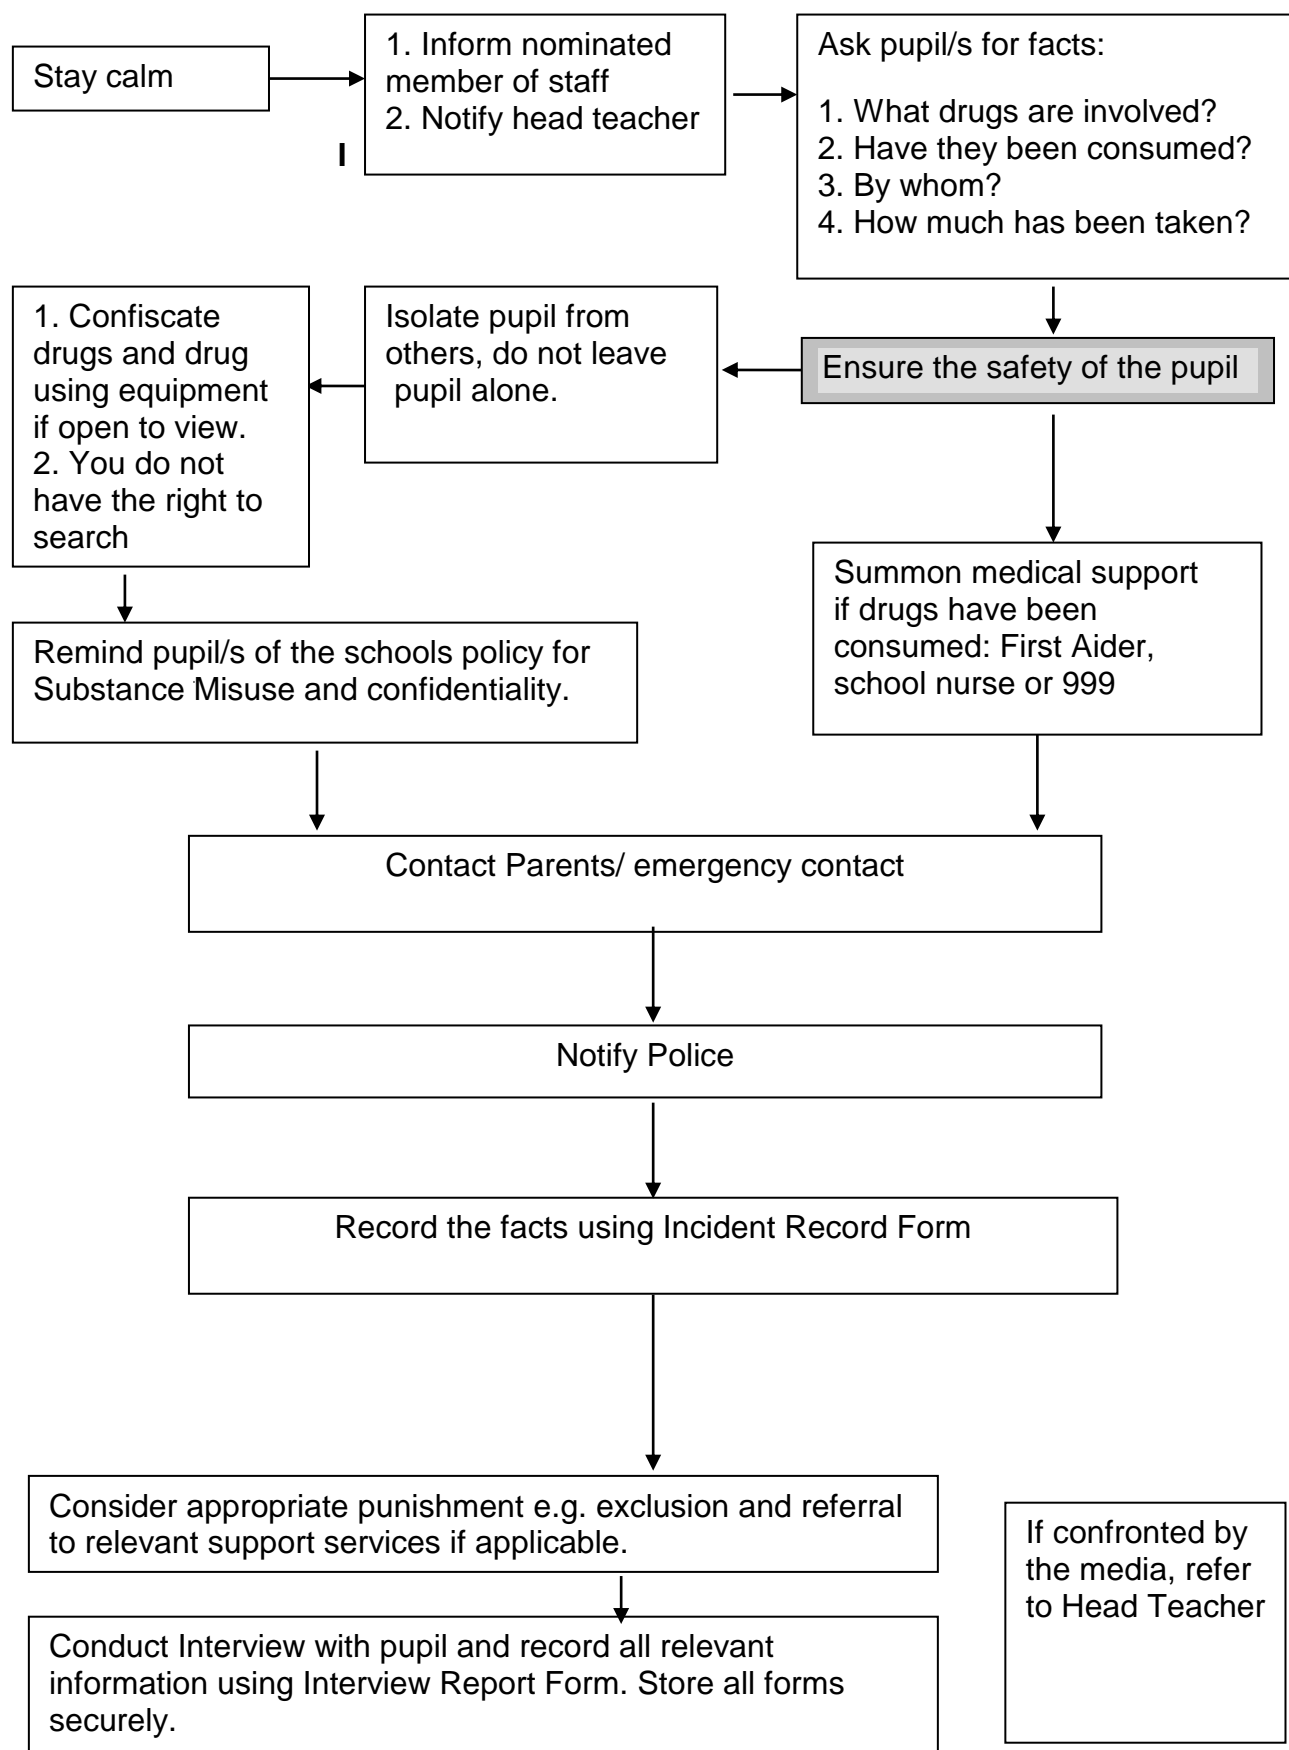 Stay calm
1. Inform nominated
member of staff
2. Notify head teacher
I
Ask pupil/s for facts:
1. What drugs are involved?
2. Have they been consumed?
3. By whom?
4. How much has been taken?
Ensure the safety of the pupil
Isolate pupil from
others, do not leave
pupil alone.
1. Confiscate
drugs and drug
using equipment
if open to view.
2. You do not
have the right to
search
Remind pupil/s of the schools policy for
Substance Misuse and confidentiality.
Summon medical support
if drugs have been
consumed: First Aider,
school nurse or 999
Contact Parents/ emergency contact
Notify Police
Record the facts using Incident Record Form
Consider appropriate punishment e.g. exclusion and referral
to relevant support services if applicable.
Conduct Interview with pupil and record all relevant
information using Interview Report Form. Store all forms
securely.
If confronted by
the media, refer
to Head Teacher